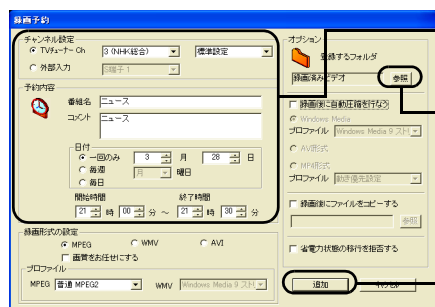 録画予約
チャンネル設定
TVチューナー Ch 3 (NHK総合) 標準設定
外部入力 S端子1
予約内容
番組名 ニュース
コメント ニュース
日付
一回のみ 3 月 28 日
毎週 月 曜日
毎日
開始時間 終了時間
21 時 00 分 ～ 21 時 30 分
録画形式の設定
MPEG WMV AVI
画質をお任せにする
プロファイル
MPEG 普通 MPEG2 WMV Windows Media 9 スト
オプション
登録するフォルダ
録画済みビデオ 参照
録画後に自動圧縮を行なう
Windows Media
プロファイル Windows Media 9 スト
AVI形式
MP4形式
プロファイル 動き優先設定
録画後にファイルをコピーする
参照
省電力状態の移行を拒否する
追加 キャンセル